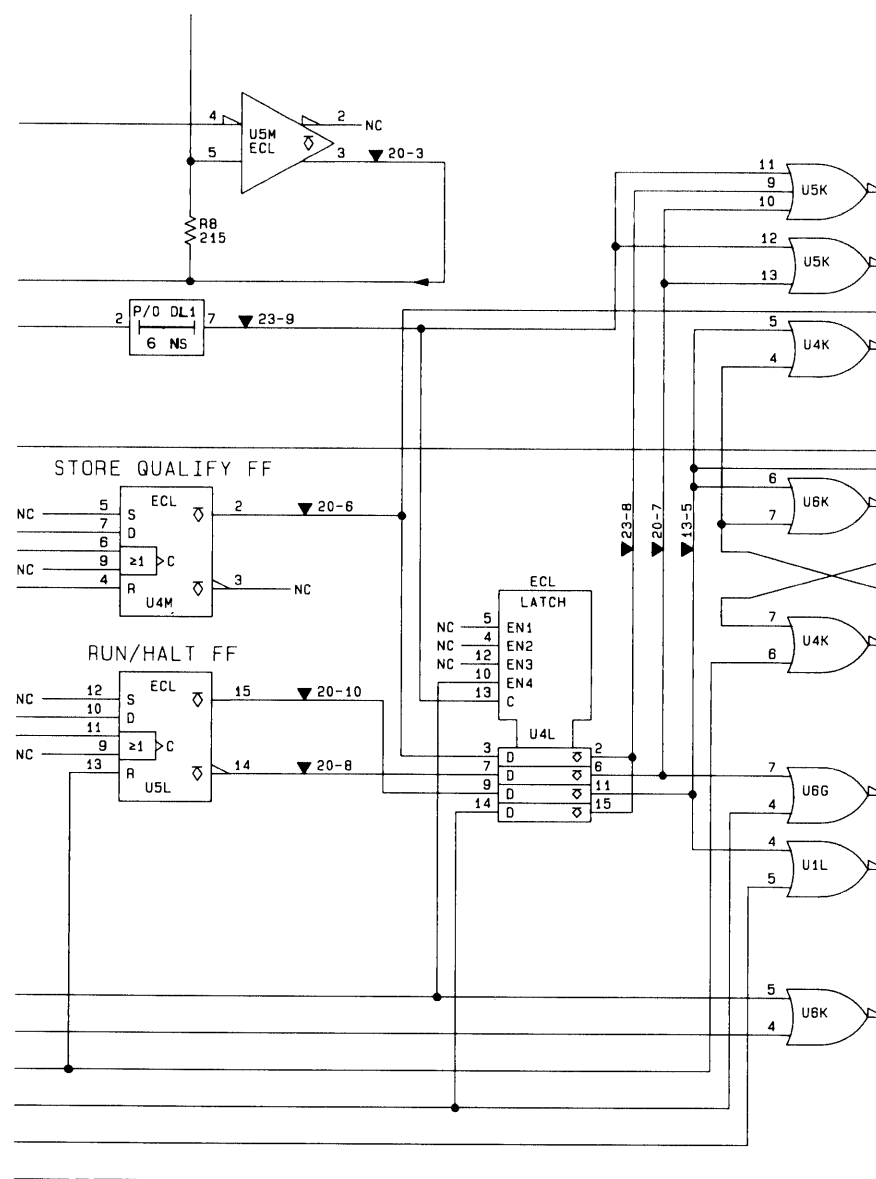 4
2
NC
U5M
ECL
5
3
20-3
R8
215
11
9
10
U5K
12
13
U5K
2
P/O DL1
6 NS
7
23-9
5
4
U4K
STORE QUALIFY FF
ECL
NC
5
S
7
D
6
NC
9
≥1
C
4
R
U4M
2
20-6
3
NC
23-8
20-7
13-5
6
7
U6K
ECL
LATCH
NC
5
EN1
NC
4
EN2
NC
12
EN3
10
EN4
13
C
U4L
7
6
U4K
RUN/HALT FF
ECL
NC
12
S
10
D
11
NC
9
≥1
C
13
R
U5L
15
20-10
14
20-8
3
D
2
7
D
6
9
D
11
14
D
15
7
4
U6G
4
5
U1L
5
4
U6K